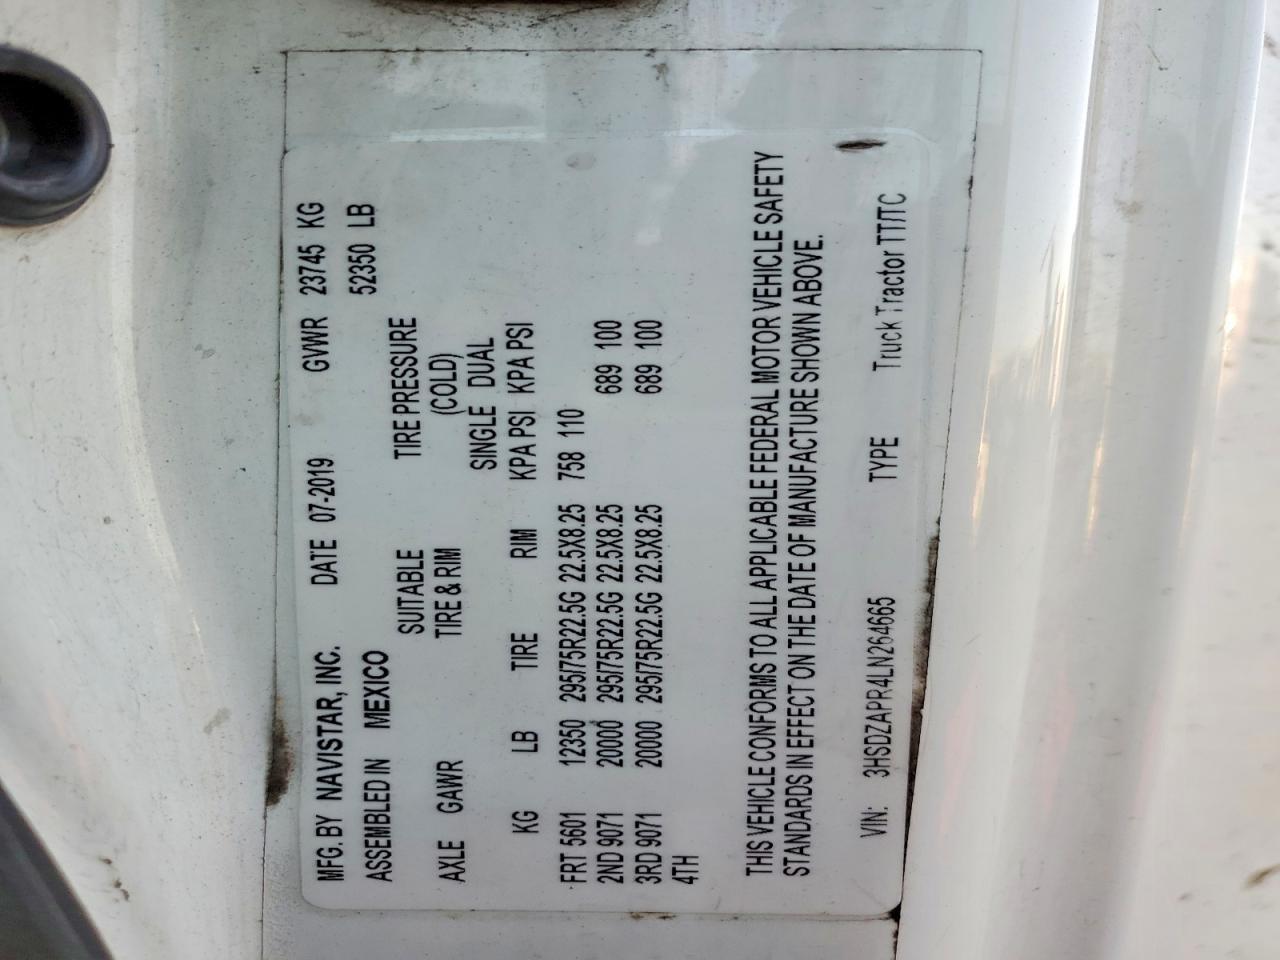 MFG. BY NAVISTAR, INC. DATE 07-2019 GVWR 23745 KG
ASSEMBLED IN MEXICO 52350 LB
SUITABLE TIRE PRESSURE
AXLE GAWR TIRE & RIM (COLD)
SINGLE DUAL
KG LB TIRE RIM KPA PSI KPA PSI
FRT 5601 12350 295/75R22.5G 22.5X8.25 758 110
2ND 9071 20000 295/75R22.5G 22.5X8.25 689 100
3RD 9071 20000 295/75R22.5G 22.5X8.25 689 100
4TH
THIS VEHICLE CONFORMS TO ALL APPLICABLE FEDERAL MOTOR VEHICLE SAFETY
STANDARDS IN EFFECT ON THE DATE OF MANUFACTURE SHOWN ABOVE.
VIN: 3HSDZAPR4LN264665 TYPE Truck Tractor TT/TC